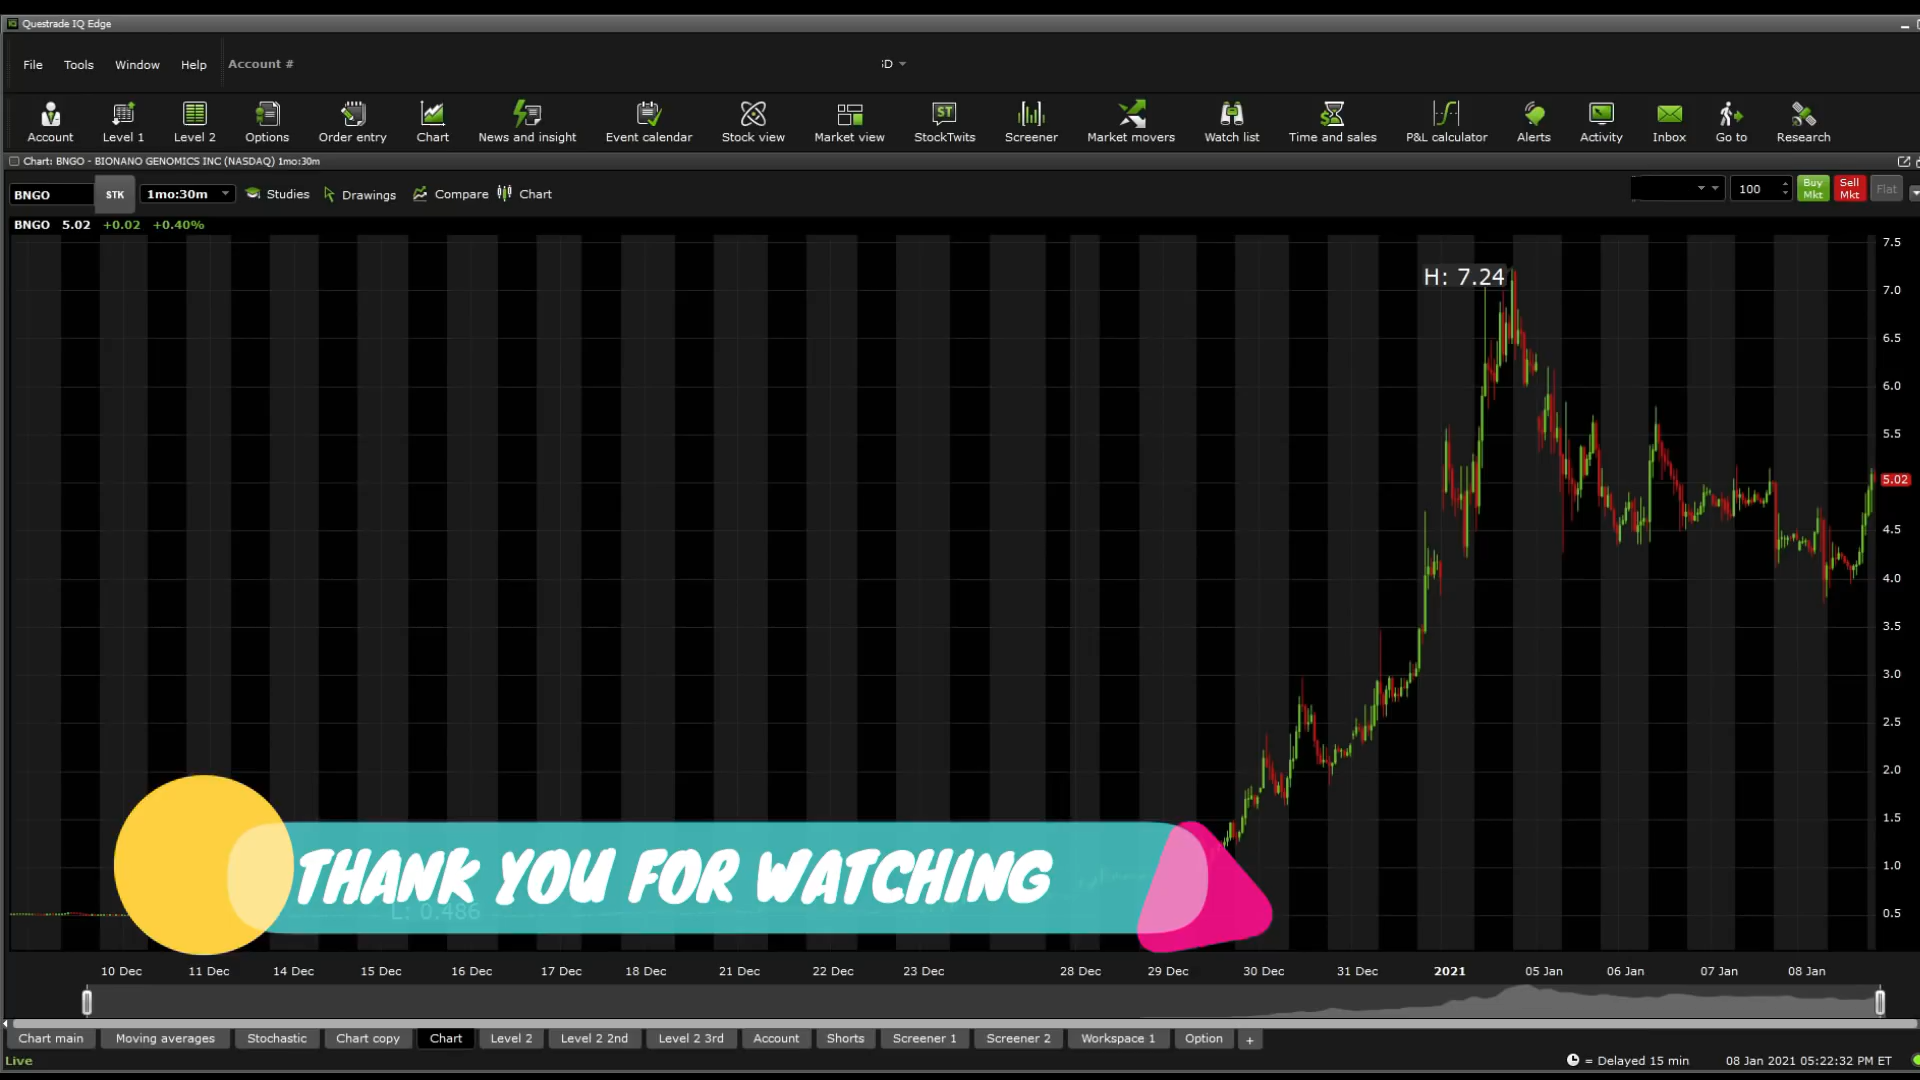 Questrade IQ Edge
File Tools Window Help Account #
Account Level 1 Level 2 Options Order entry Chart News and insight Event calendar Stock view Market view StockTwits Screener Market movers Watch list Time and sales P&L calculator Alerts Activity Inbox Go to Research
Chart: BNGO - BIONANO GENOMICS INC (NASDAQ) 1mo:30m
BNGO STK 1mo:30m Studies Drawings Compare Chart 100 Buy Mkt Sell Mkt Flat
BNGO 5.02 +0.02 +0.40%
7.5
H: 7.24
7.0
6.5
6.0
5.5
5.02
4.5
4.0
3.5
3.0
2.5
2.0
1.5
1.0
THANK YOU FOR WATCHING
L: 0.486
0.5
10 Dec 11 Dec 14 Dec 15 Dec 16 Dec 17 Dec 18 Dec 21 Dec 22 Dec 23 Dec 28 Dec 29 Dec 30 Dec 31 Dec 2021 05 Jan 06 Jan 07 Jan 08 Jan
Chart main Moving averages Stochastic Chart copy Chart Level 2 Level 2 2nd Level 2 3rd Account Shorts Screener 1 Screener 2 Workspace 1 Option +
Live = Delayed 15 min 08 Jan 2021 05:22:32 PM ET